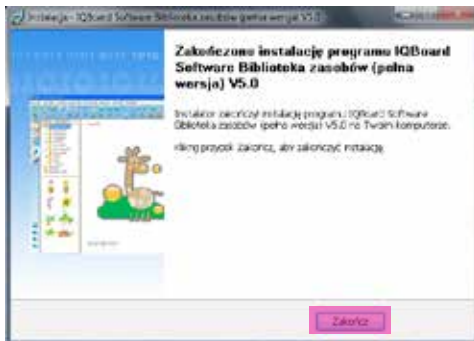 Instalacja - IQBoard Software Biblioteka zasobów (pełna wersja) V5.0
Zakończono instalację programu IQBoard
Software Biblioteka zasobów (pełna
wersja) V5.0
Instalator zakończył instalację programu IQBoard Software
Biblioteka zasobów (pełna wersja) V5.0 na Twoim komputerze.
Kliknij przycisk Zakończ, aby zakończyć instalację.
Zakończ